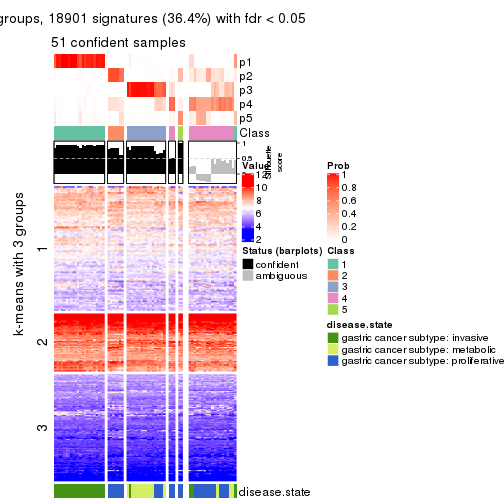 groups, 18901 signatures (36.4%) with fdr < 0.05
51 confident samples
p1
p2
p3
p4
p5
Class
1
0.5
0
Silhouette
score
Value
12
10
8
6
4
2
Prob
1
0.8
0.6
0.4
0.2
0
Status (barplots)
confident
ambiguous
Class
1
2
3
4
5
disease.state
gastric cancer subtype: invasive
gastric cancer subtype: metabolic
gastric cancer subtype: proliferative
k-means with 3 groups
1
2
3
disease.state